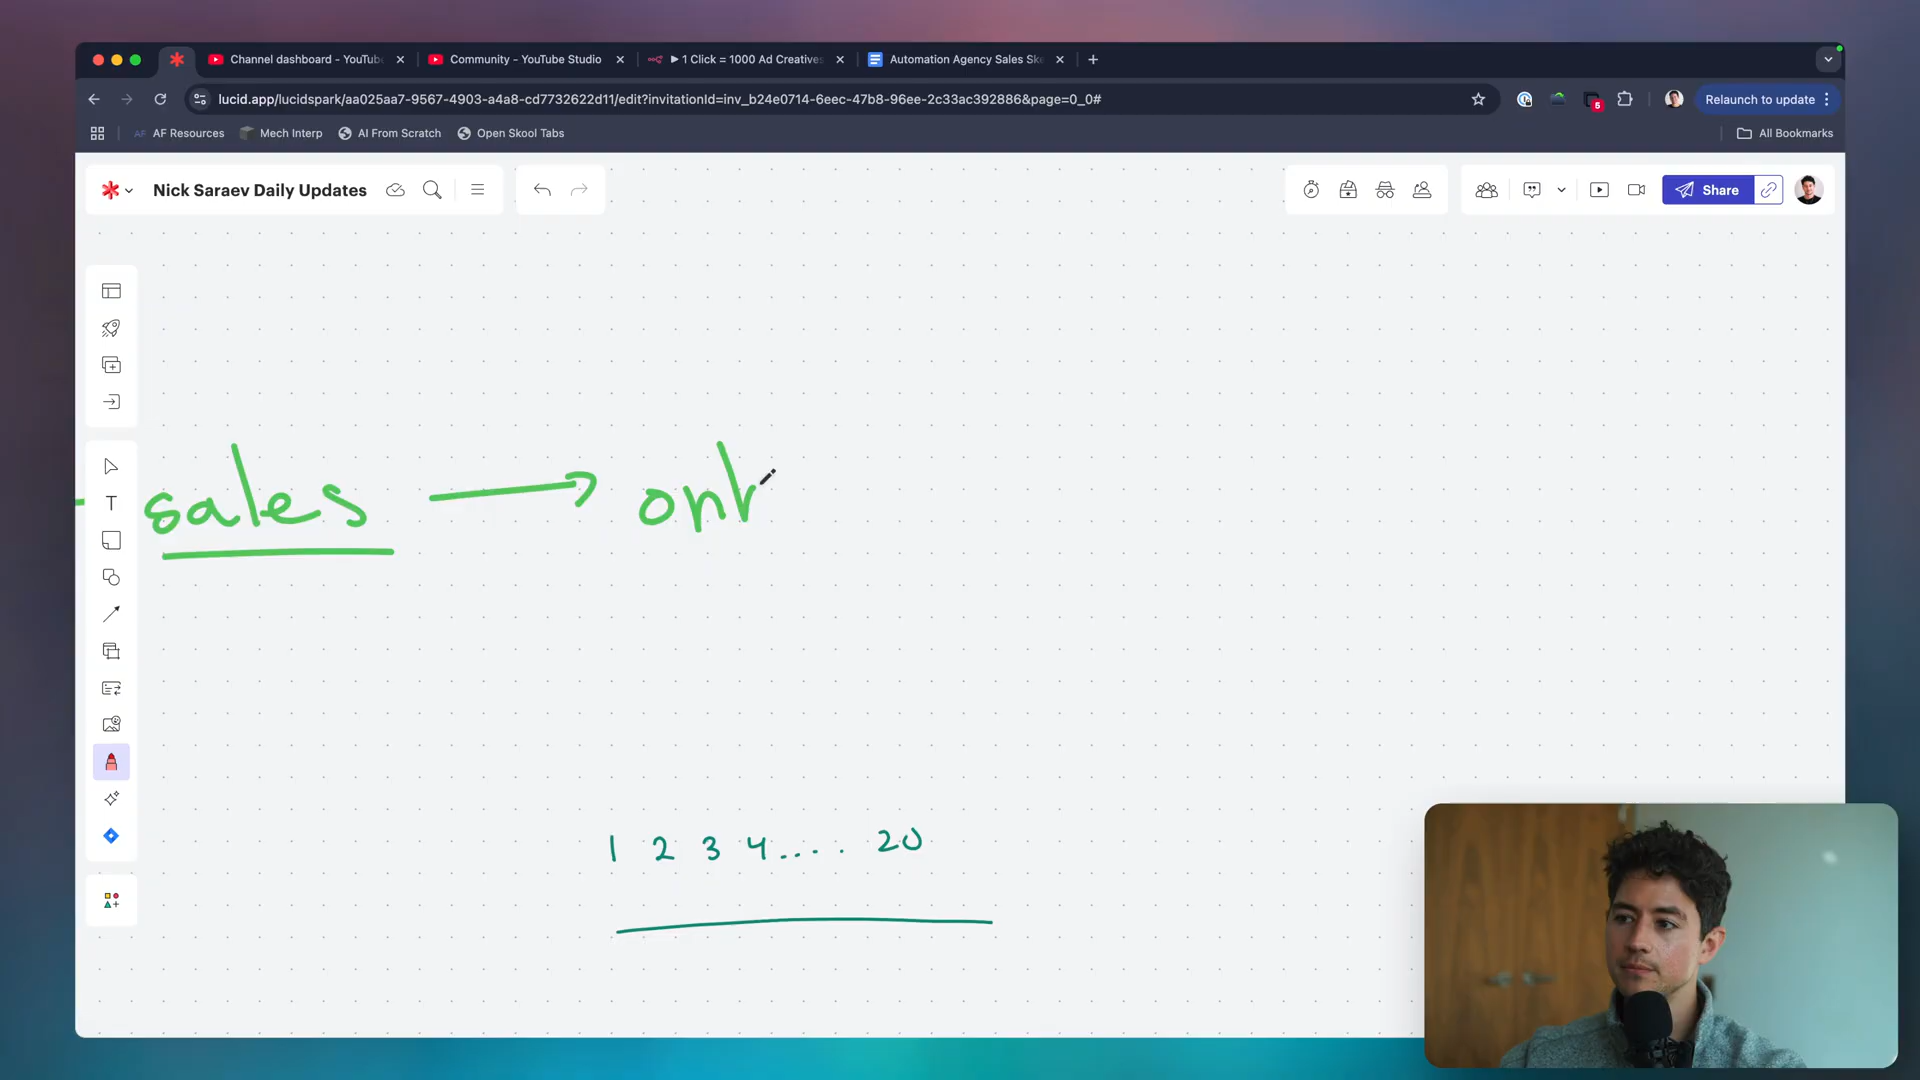 Channel dashboard - YouTube
Community - YouTube Studio
1 Click = 1000 Ad Creatives
Automation Agency Sales Ske
lucid.app/lucidspark/aa025aa7-9567-4903-a4a8-cd7732622d11/edit?invitationId=inv_b24e0714-6eec-47b8-96ee-2c33ac392886&page=0_0#
5
Relaunch to update
AF AF Resources
Mech Interp
AI From Scratch
Open Skool Tabs
All Bookmarks
Nick Saraev Daily Updates
Share
T
sales → onb
1 2 3 4.... 20